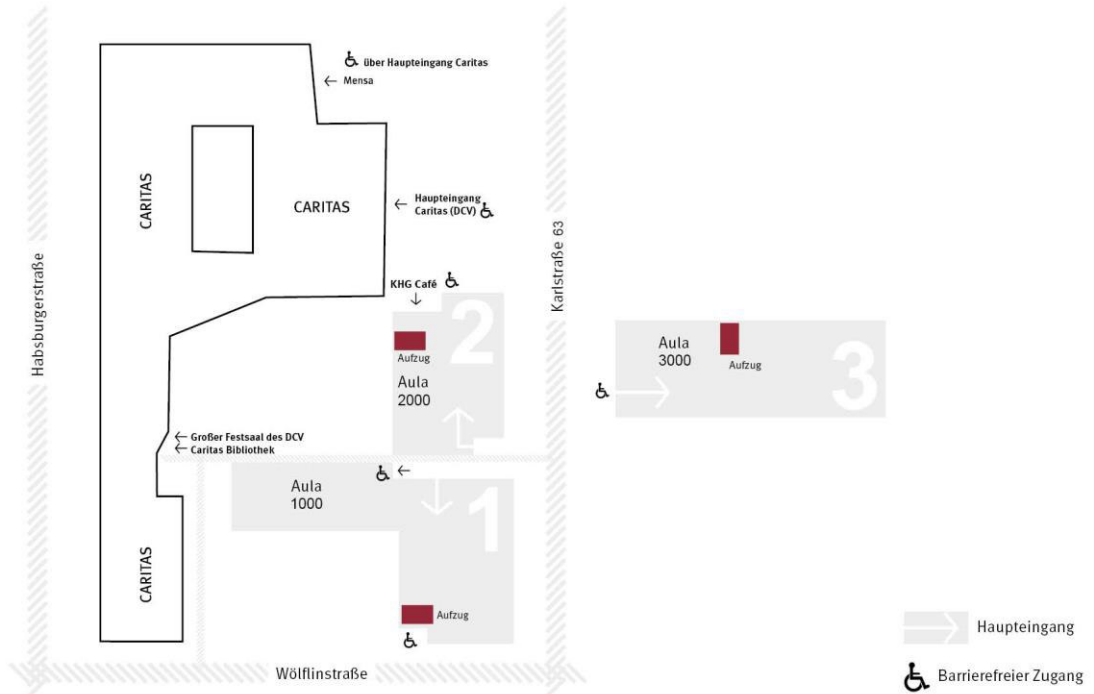 über Haupteingang Caritas
Mensa
CARITAS
CARITAS
Haupteingang
Caritas (DCV)
Habsburgerstraße
Karlstraße 63
KHG Café
2
Aufzug
Aula
2000
Aula
3000
Aufzug
3
Großer Festsaal des DCV
Caritas Bibliothek
Aula
1000
1
CARITAS
Aufzug
Haupteingang
Wölflinstraße
Barrierefreier Zugang